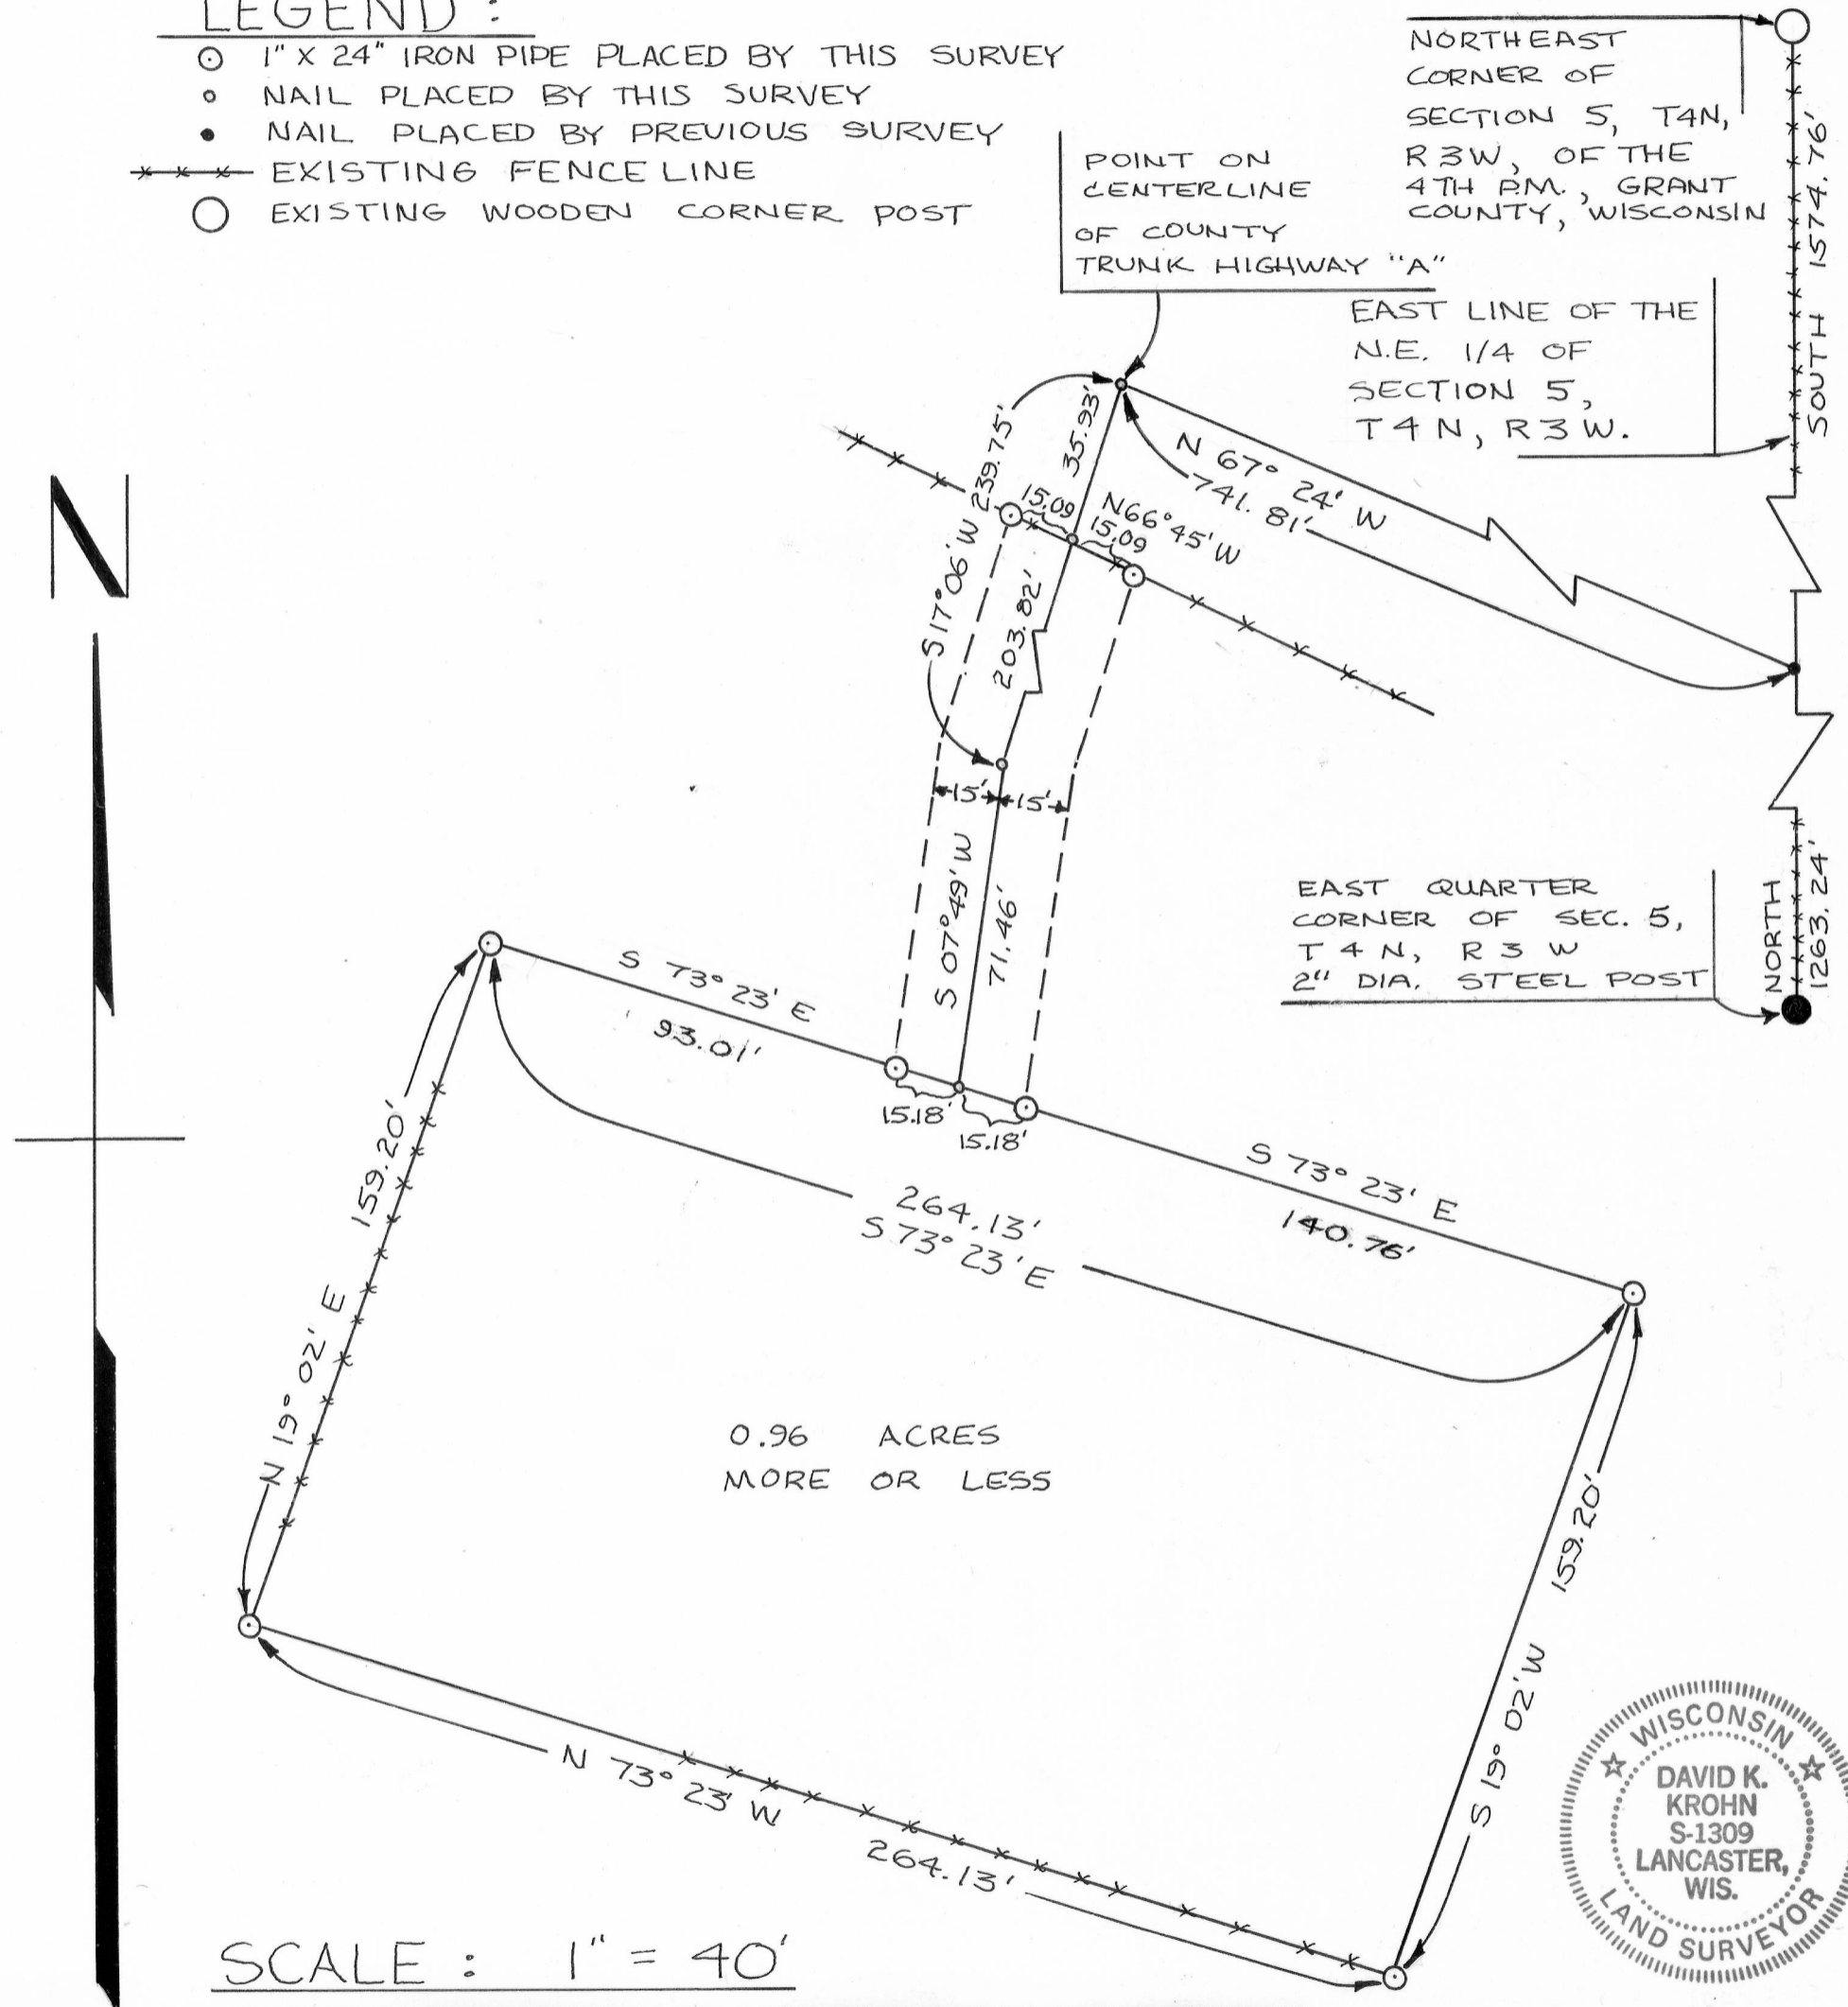 LEGEND :
1" X 24" IRON PIPE PLACED BY THIS SURVEY
NAIL PLACED BY THIS SURVEY
NAIL PLACED BY PREVIOUS SURVEY
EXISTING FENCE LINE
EXISTING WOODEN CORNER POST
NORTHEAST
CORNER OF
SECTION 5, T4N,
R 3W, OF THE
4TH P.M., GRANT
COUNTY, WISCONSIN
SOUTH 1574.76'
POINT ON
CENTERLINE
OF COUNTY
TRUNK HIGHWAY "A"
EAST LINE OF THE
N.E. 1/4 OF
SECTION 5,
T 4 N, R 3 W.
N
35.93'
N 67° 24' W
741.81'
S 17° 06' W 239.75'
15.09
N66°45'W
15.09
203.82'
15'
15'
S 07°49' W
71.46'
EAST QUARTER
CORNER OF SEC. 5,
T 4 N, R 3 W
2" DIA. STEEL POST
NORTH
1263.24'
S 73° 23' E
93.01'
15.18'
15.18'
S 73° 23' E
140.76'
264.13'
S 73° 23' E
N 19° 02' E 159.20'
0.96 ACRES
MORE OR LESS
S 19° 02' W 159.20'
N 73° 23' W
264.13'
SCALE : 1" = 40'
WISCONSIN
DAVID K.
KROHN
S-1309
LANCASTER,
WIS.
LAND SURVEYOR